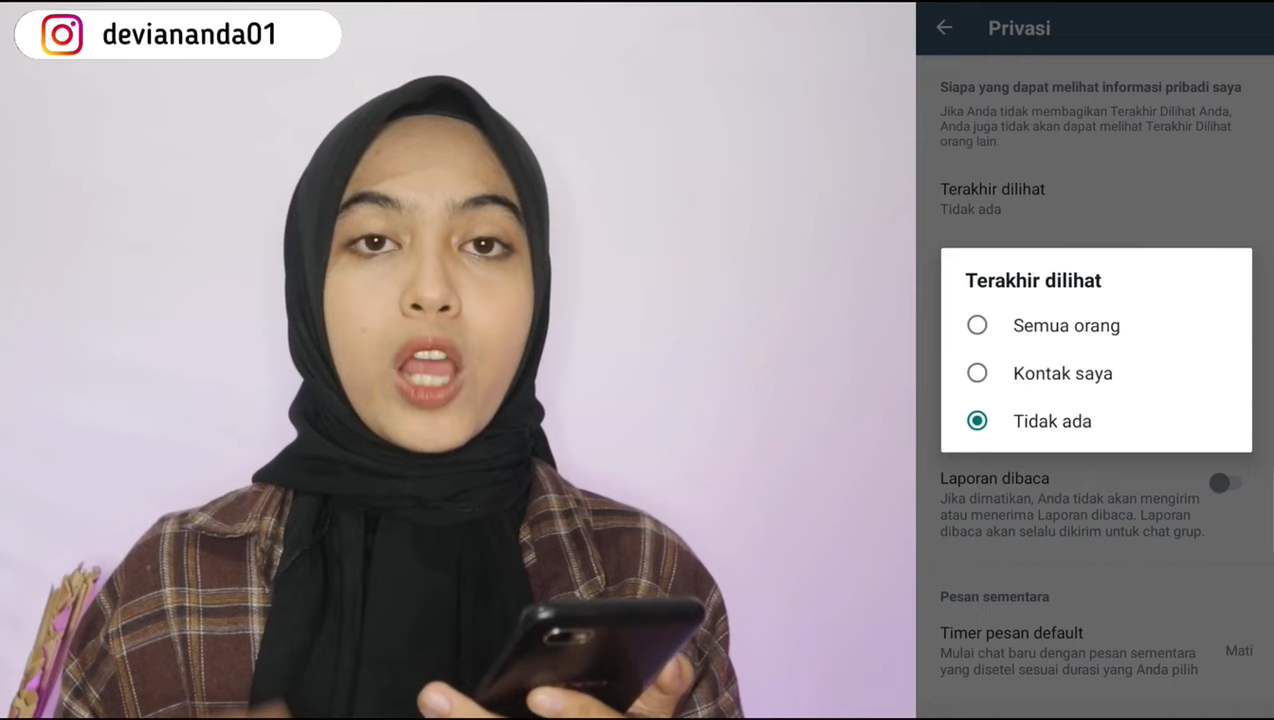 deviananda01
Privasi
Siapa yang dapat melihat informasi pribadi saya
Jika Anda tidak membagikan Terakhir Dilihat Anda,
Anda juga tidak akan dapat melihat Terakhir Dilihat
orang lain.
Terakhir dilihat
Tidak ada
Terakhir dilihat
Semua orang
Kontak saya
Tidak ada
Laporan dibaca
Jika dimatikan, Anda tidak akan mengirim
atau menerima Laporan dibaca. Laporan
dibaca akan selalu dikirim untuk chat grup.
Pesan sementara
Timer pesan default
Mulai chat baru dengan pesan sementara
yang disetel sesuai durasi yang Anda pilih
Mati